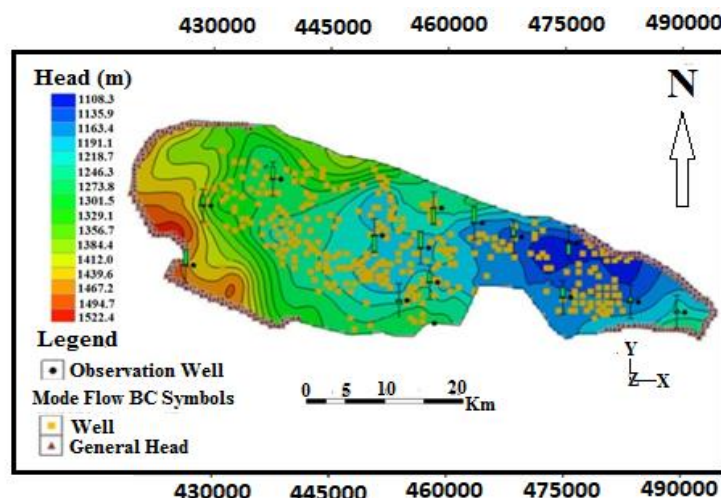 430000 445000 460000 475000 490000
Head (m)
1108.3
1135.9
1163.4
1191.1
1218.7
1246.3
1273.8
1301.5
1329.1
1356.7
1384.4
1412.0
1439.6
1467.2
1494.7
1522.4
N
Legend
Observation Well
Mode Flow BC Symbols
Well
General Head
0 5 10 20
Km
Y
Z X
430000 445000 460000 475000 490000